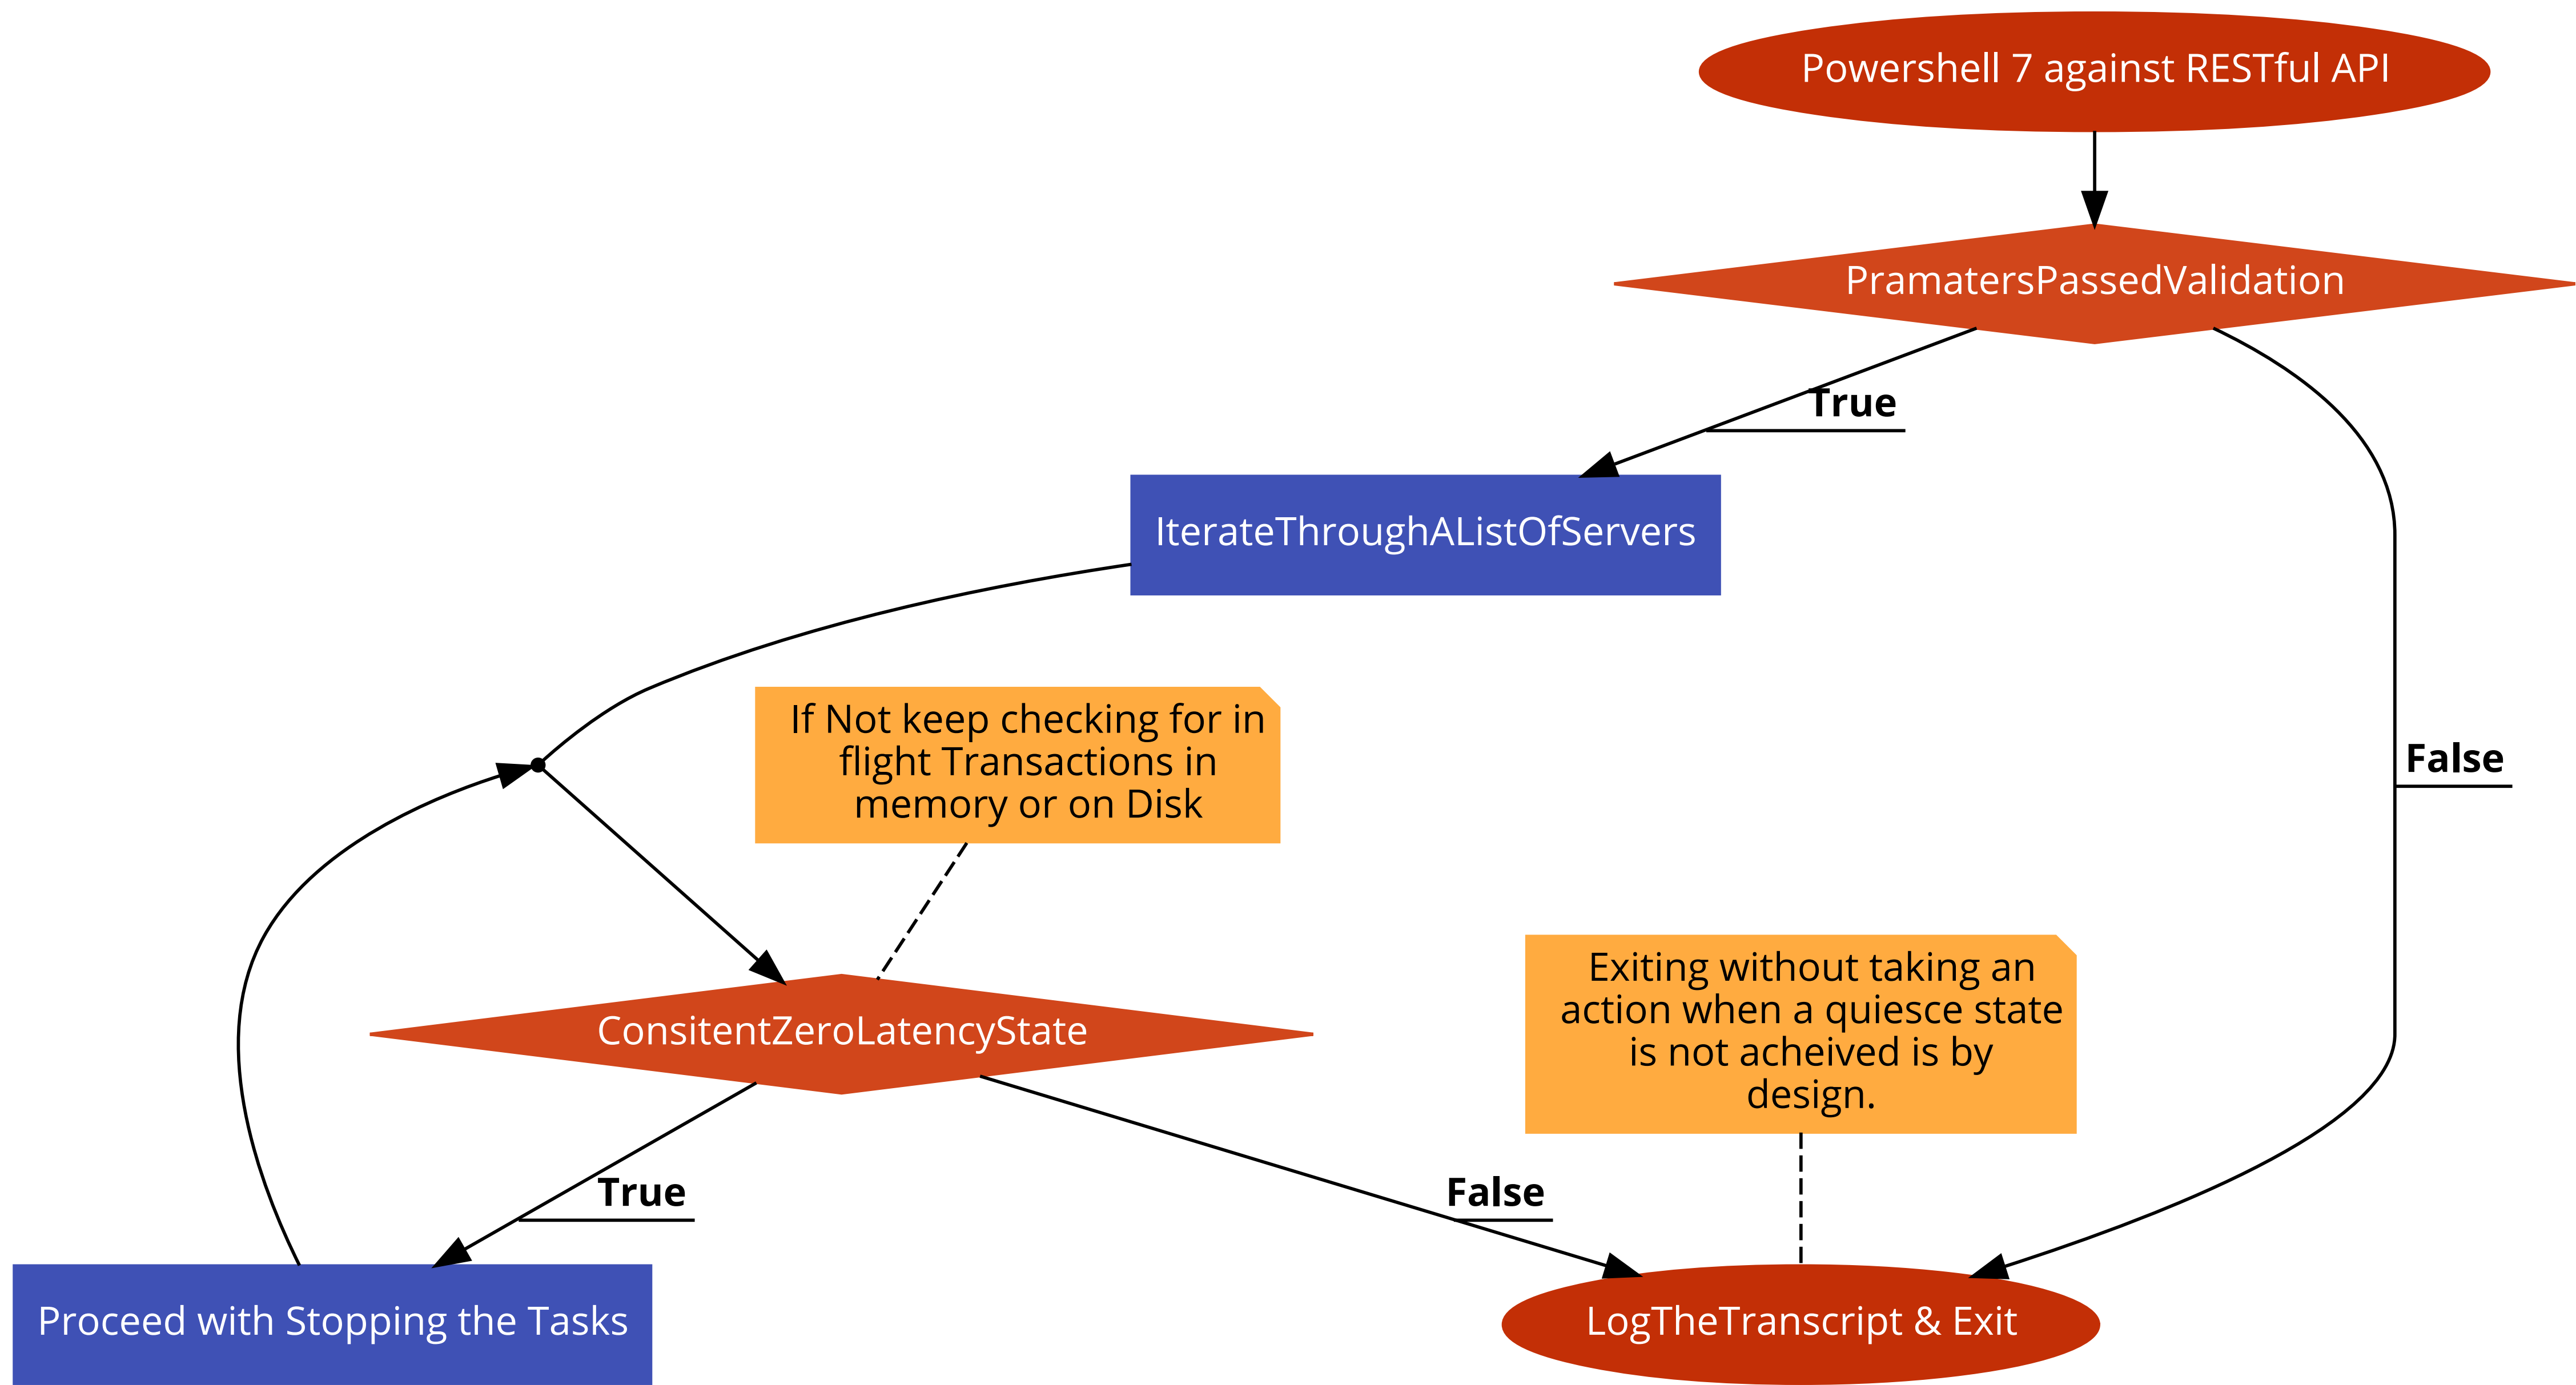 Powershell 7 against RESTful API
PramatersPassedValidation
True
IterateThroughAListOfServers
If Not keep checking for in
flight Transactions in
memory or on Disk
False
Exiting without taking an
action when a quiesce state
is not acheived is by
design.
ConsitentZeroLatencyState
True
False
Proceed with Stopping the Tasks
LogTheTranscript & Exit